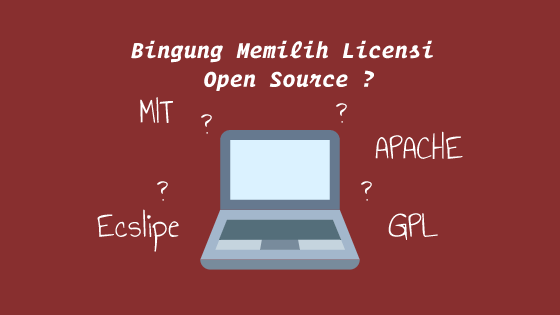 Bingung Memilih Licensi
Open Source ?
MIT
?
?
APACHE
?
?
Ecslipe
GPL